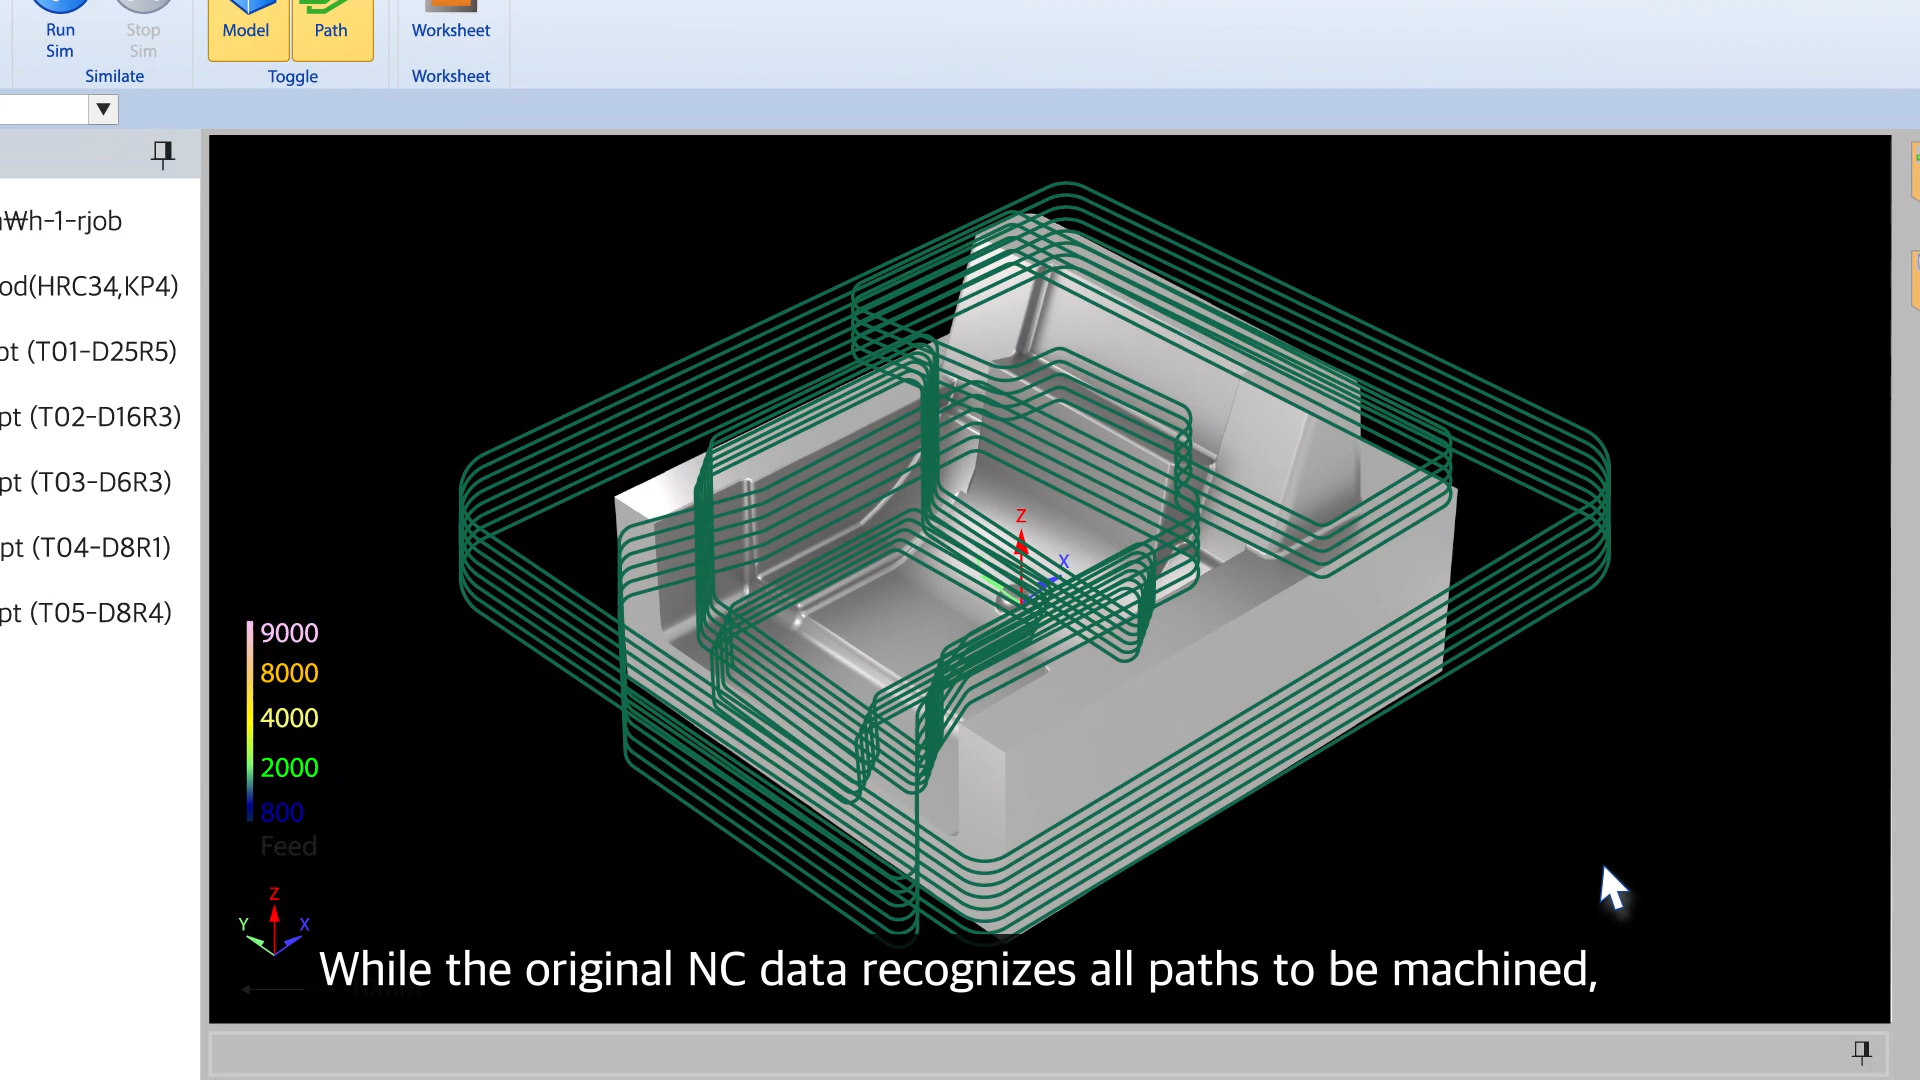 Run
Sim
Stop
Sim
Model
Path
Worksheet
Similate
Toggle
Worksheet
₩h-1-rjob
od(HRC34,KP4)
pt (T01-D25R5)
pt (T02-D16R3)
pt (T03-D6R3)
pt (T04-D8R1)
pt (T05-D8R4)
Z
X
9000
8000
4000
2000
800
Feed
Z
Y
X
While the original NC data recognizes all paths to be machined,